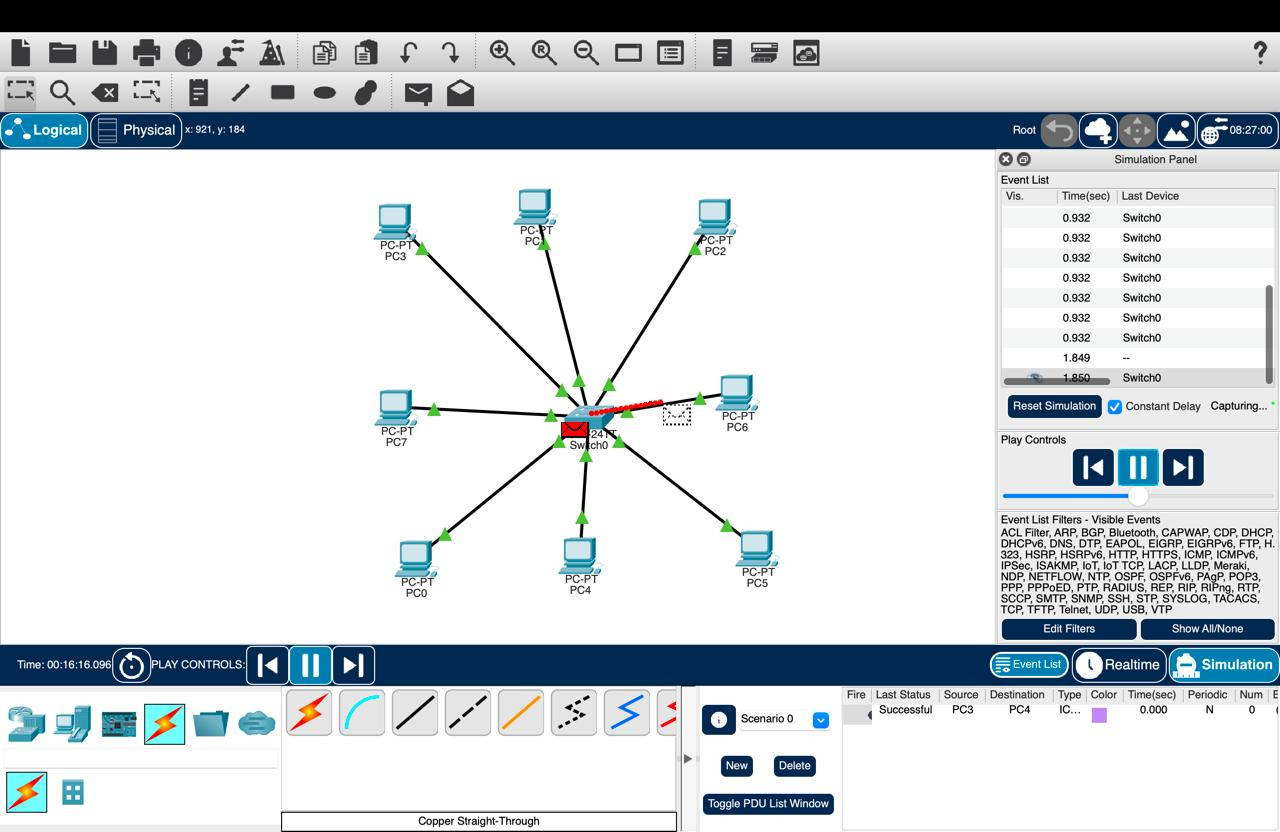 ?
Logical
Physical
x: 921, y: 184
Root
08:27:00
Simulation Panel
Event List
Vis.
Time(sec)
Last Device
0.932
Switch0
0.932
Switch0
0.932
Switch0
0.932
Switch0
0.932
Switch0
0.932
Switch0
0.932
Switch0
1.849
--
1.850
Switch0
Reset Simulation
Constant Delay
Capturing...
Play Controls
Event List Filters - Visible Events
ACL Filter, ARP, BGP, Bluetooth, CAPWAP, CDP, DHCP,
DHCPv6, DNS, DTP, EAPOL, EIGRP, EIGRPv6, FTP, H.
323, HSRP, HSRPv6, HTTP, HTTPS, ICMP, ICMPv6,
IPSec, ISAKMP, IoT, IoT TCP, LACP, LLDP, Meraki,
NDP, NETFLOW, NTP, OSPF, OSPFv6, PAgP, POP3,
PPP, PPPoED, PTP, RADIUS, REP, RIP, RIPng, RTP,
SCCP, SMTP, SNMP, SSH, STP, SYSLOG, TACACS,
TCP, TFTP, Telnet, UDP, USB, VTP
Edit Filters
Show All/None
PC-PT
PC3
PC-PT
PC1
PC-PT
PC2
PC-PT
PC7
24TT
Switch0
PC-PT
PC6
PC-PT
PC0
PC-PT
PC4
PC-PT
PC5
Time: 00:16:16.096
PLAY CONTROLS:
Event List
Realtime
Simulation
Scenario 0
New
Delete
Toggle PDU List Window
Fire
Last Status
Source
Destination
Type
Color
Time(sec)
Periodic
Num
E
Successful
PC3
PC4
IC...
0.000
N
0
(
Copper Straight-Through